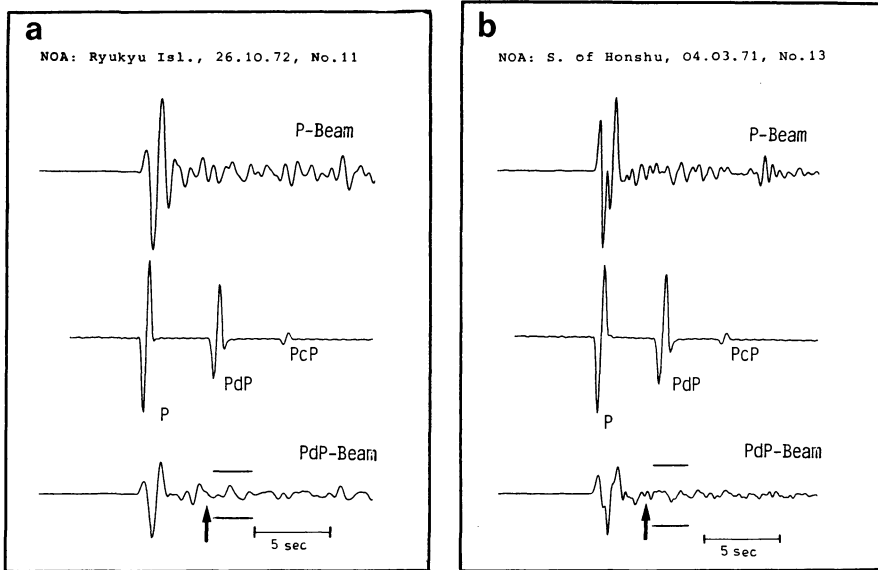 a
NOA: Ryukyu Isl., 26.10.72, No.11
P-Beam
PcP
PdP
P
PdP-Beam
5 sec
b
NOA: S. of Honshu, 04.03.71, No.13
P-Beam
PcP
PdP
P
PdP-Beam
5 sec